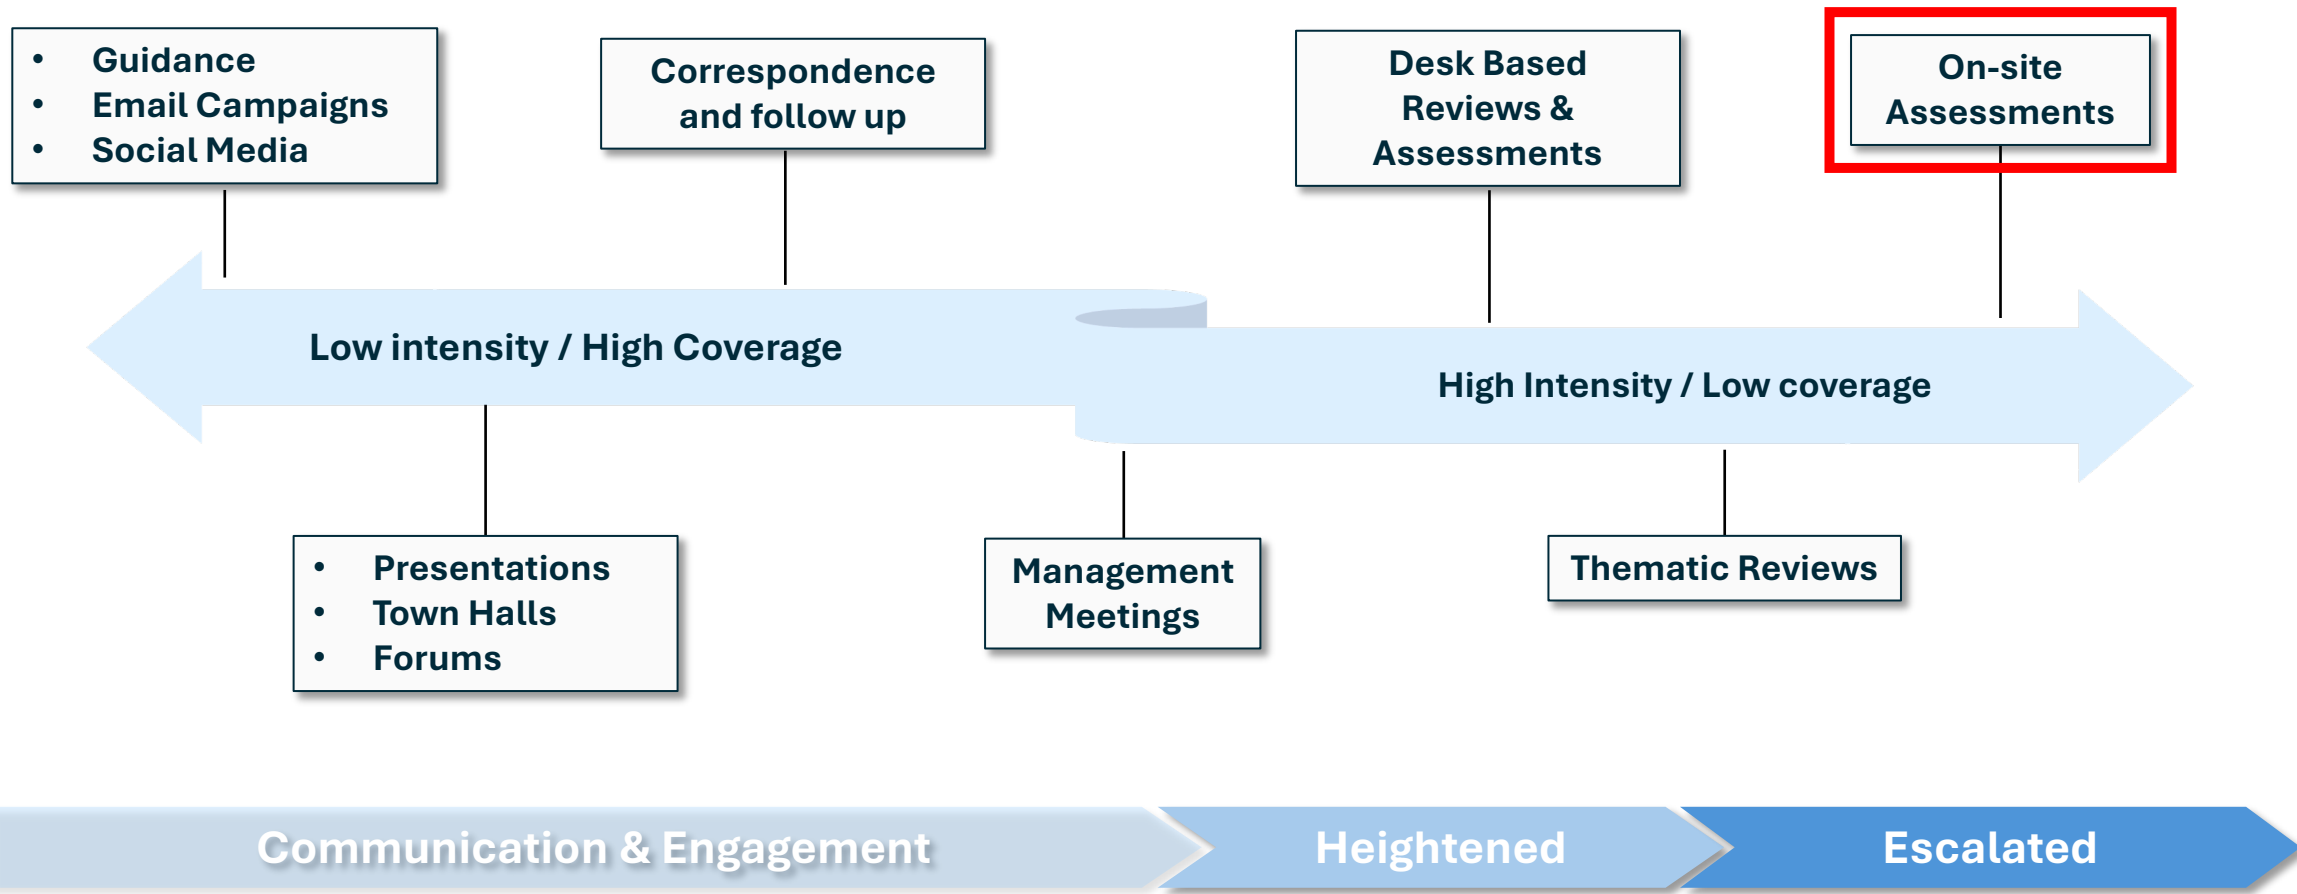 • Guidance
• Email Campaigns
• Social Media
Correspondence
and follow up
Desk Based
Reviews &
Assessments
On-site
Assessments
Low intensity / High Coverage
High Intensity / Low coverage
• Presentations
• Town Halls
• Forums
Management
Meetings
Thematic Reviews
Communication & Engagement
Heightened
Escalated